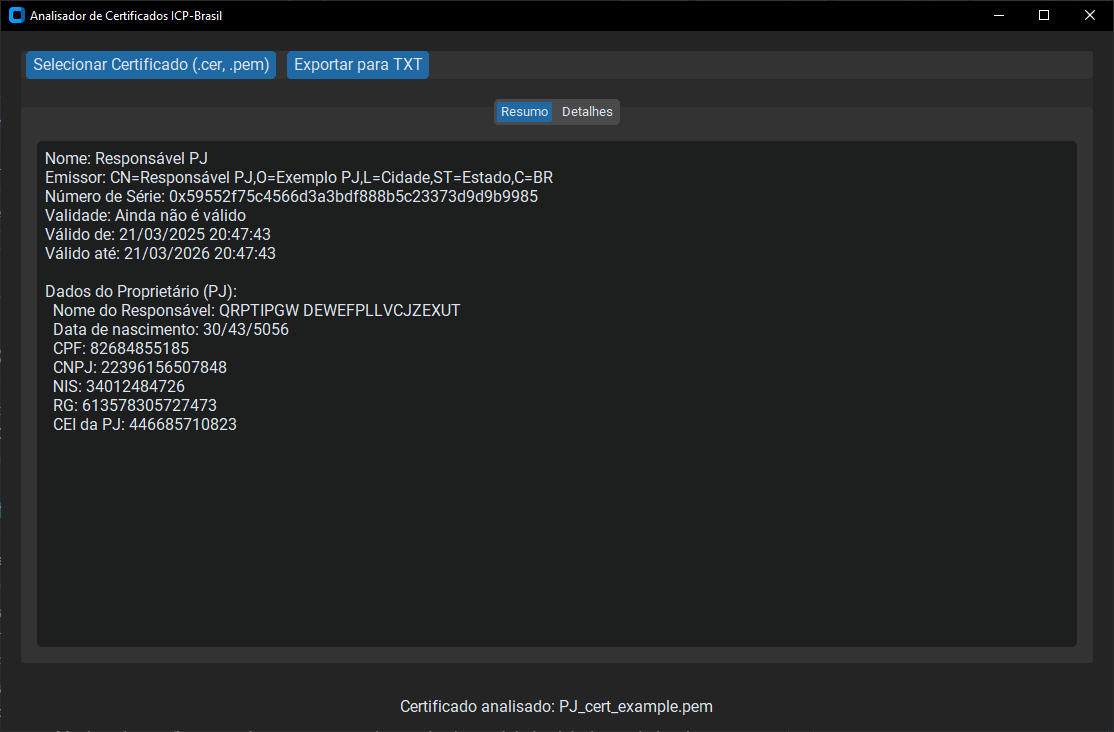 Analisador de Certificados ICP-Brasil
Selecionar Certificado (.cer, .pem)
Exportar para TXT
Resumo
Detalhes
Nome: Responsável PJ
Emissor: CN=Responsável PJ,O=Exemplo PJ,L=Cidade,ST=Estado,C=BR
Número de Série: 0x59552f75c4566d3a3bdf888b5c23373d9d9b9985
Validade: Ainda não é válido
Válido de: 21/03/2025 20:47:43
Válido até: 21/03/2026 20:47:43
Dados do Proprietário (PJ):
Nome do Responsável: QRPTIPGW DEWEFPLLVCJZEXUT
Data de nascimento: 30/43/5056
CPF: 82684855185
CNPJ: 22396156507848
NIS: 34012484726
RG: 613578305727473
CEI da PJ: 446685710823
Certificado analisado: PJ_cert_example.pem